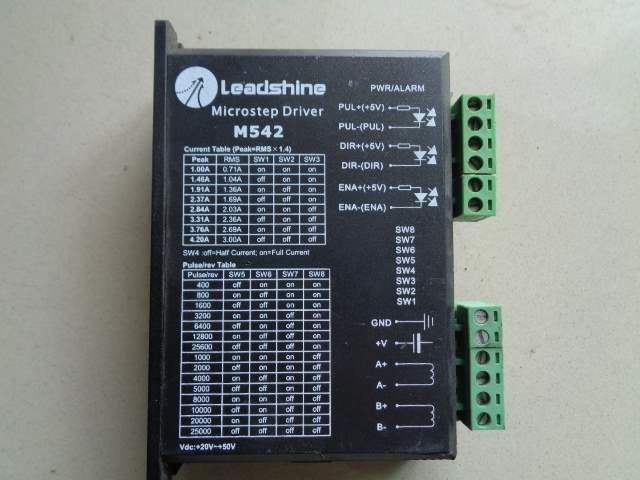 Leadshine
Microstep Driver
M542
Current Table (Peak=RMS×1.4)
Peak RMS SW1 SW2 SW3
1.00A 0.71A on on on
1.46A 1.04A off on on
1.91A 1.36A on off on
2.37A 1.69A off off on
2.84A 2.03A on on off
3.31A 2.36A off on off
3.76A 2.69A on off off
4.20A 3.00A off off off
SW4 :off=Half Current; on=Full Current
Pulse/rev Table
Pulse/rev SW5 SW6 SW7 SW8
400 off on on on
800 on off on on
1600 off off on on
3200 on on off on
6400 off on off on
12800 on off off on
25600 off off off on
1000 on on on off
2000 off on on off
4000 on off on off
5000 off off on off
8000 on on off off
10000 off on off off
20000 on off off off
25000 off off off off
Vdc:+20V~+50V
PWR/ALARM
PUL+(+5V)
PUL-(PUL)
DIR+(+5V)
DIR-(DIR)
ENA+(+5V)
ENA-(ENA)
SW8
SW7
SW6
SW5
SW4
SW3
SW2
SW1
GND
+V
A+
A-
B+
B-